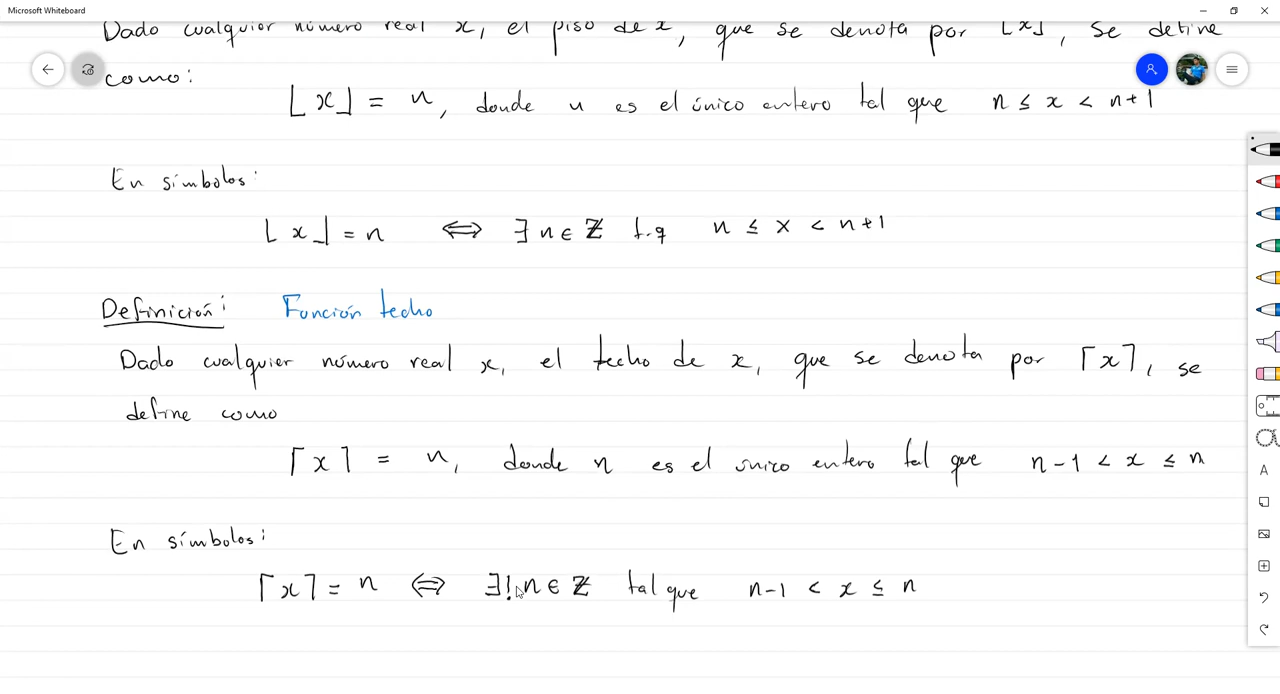 Microsoft Whiteboard
Dado cualquier número real x, el piso de x, que se denota por ⌊x⌋, se define
como:
⌊x⌋ = n, donde n es el único entero tal que n ≤ x < n+1
En símbolos:
⌊x⌋ = n ⟺ ∃ n ∈ ℤ t.q n ≤ x < n+1
Definición: Función techo
Dado cualquier número real x, el techo de x, que se denota por ⌈x⌉, se
define como
⌈x⌉ = n, donde n es el único entero tal que n-1 < x ≤ n
En símbolos:
⌈x⌉ = n ⟺ ∃! n ∈ ℤ tal que n-1 < x ≤ n
A